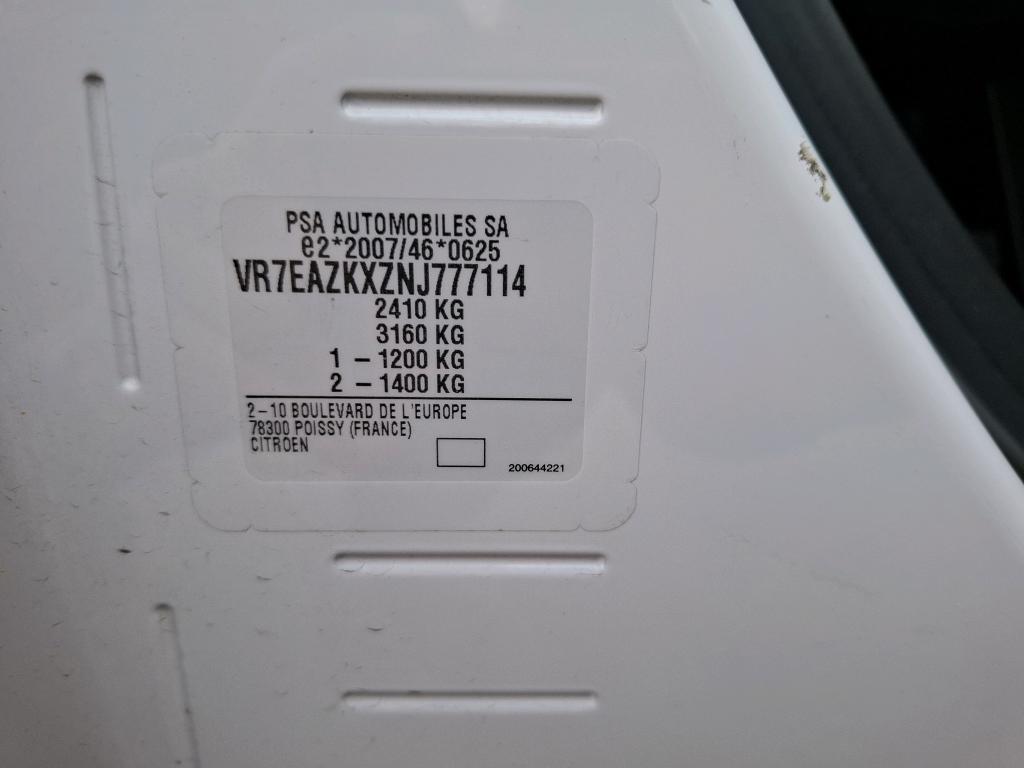 PSA AUTOMOBILES SA
e2*2007/46*0625
VR7EAZKXZNJ777114
2410 KG
3160 KG
1 - 1200 KG
2 - 1400 KG
2-10 BOULEVARD DE L'EUROPE
78300 POISSY (FRANCE)
CITROEN
200644221